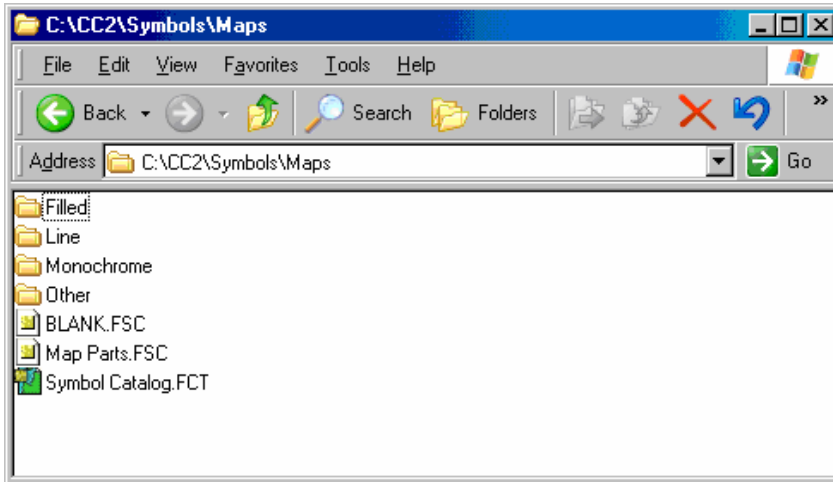 C:\CC2\Symbols\Maps
File Edit View Favorites Tools Help
Back Search Folders »
Address C:\CC2\Symbols\Maps Go
Filled
Line
Monochrome
Other
BLANK.FSC
Map Parts.FSC
Symbol Catalog.FCT